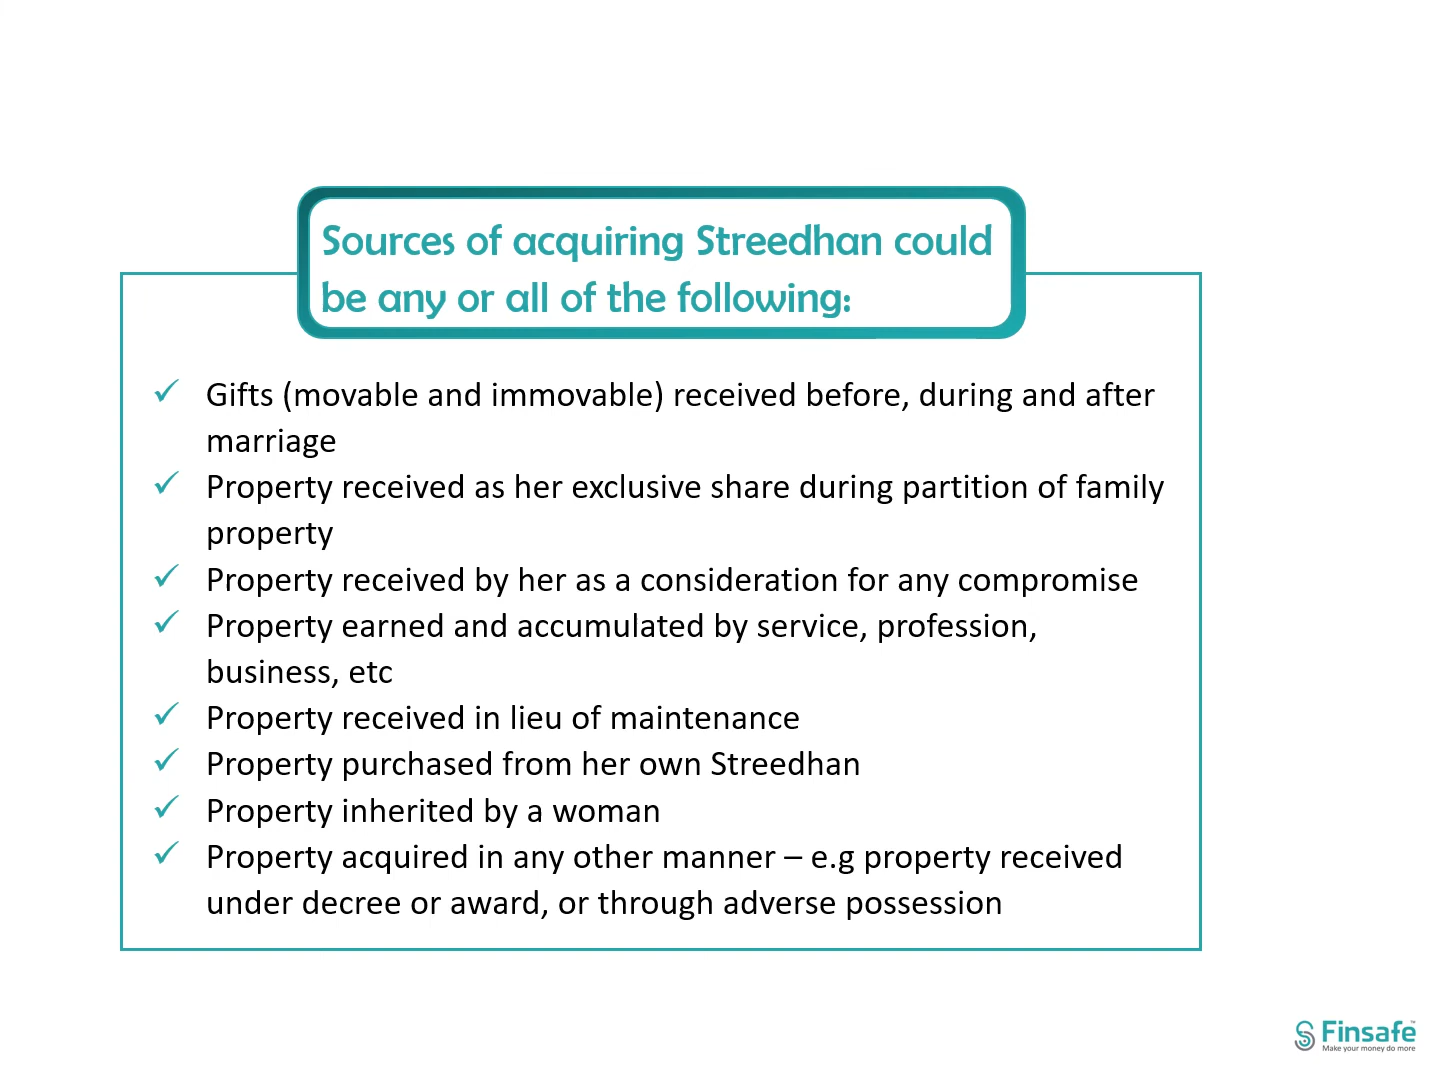 Sources of acquiring Streedhan could
be any or all of the following:
✓ Gifts (movable and immovable) received before, during and after
marriage
✓ Property received as her exclusive share during partition of family
property
✓ Property received by her as a consideration for any compromise
✓ Property earned and accumulated by service, profession,
business, etc
✓ Property received in lieu of maintenance
✓ Property purchased from her own Streedhan
✓ Property inherited by a woman
✓ Property acquired in any other manner – e.g property received
under decree or award, or through adverse possession
Finsafe™
Make your money do more